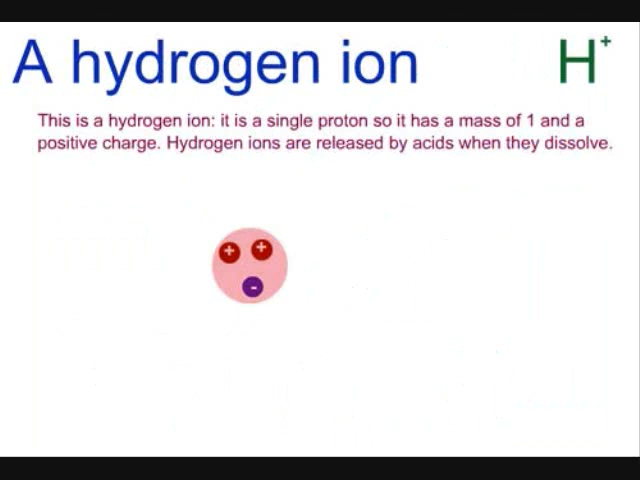 A hydrogen ion H⁺
This is a hydrogen ion: it is a single proton so it has a mass of 1 and a
positive charge. Hydrogen ions are released by acids when they dissolve.
+ +
-